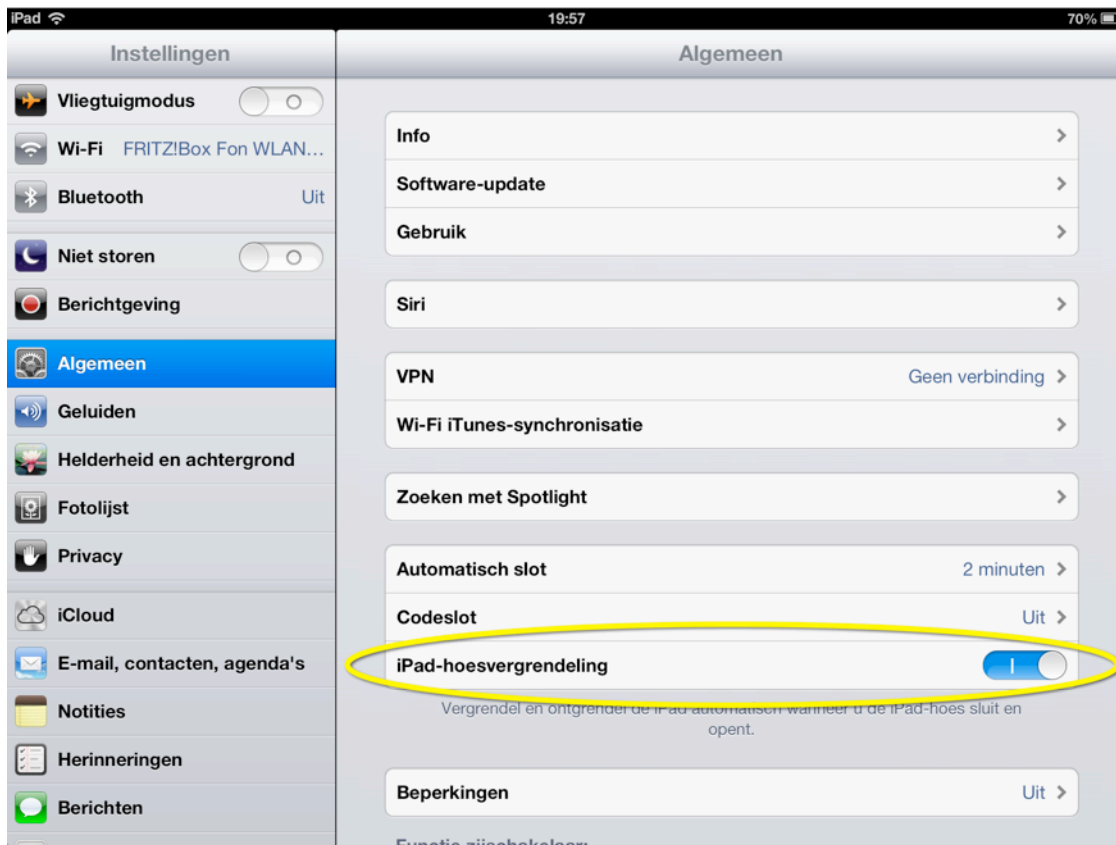 iPad 19:57 70%
Instellingen
Vliegtuigmodus
Wi-Fi FRITZ!Box Fon WLAN...
Bluetooth Uit
Niet storen
Berichtgeving
Algemeen
Geluiden
Helderheid en achtergrond
Fotolijst
Privacy
iCloud
E-mail, contacten, agenda's
Notities
Herinneringen
Berichten
Algemeen
Info
Software-update
Gebruik
Siri
VPN Geen verbinding
Wi-Fi iTunes-synchronisatie
Zoeken met Spotlight
Automatisch slot 2 minuten
Codeslot Uit
iPad-hoesvergrendeling
Vergrendel en ontgrendel de iPad automatisch wanneer u de iPad-hoes sluit en
opent.
Beperkingen Uit
Functie zijschakelaar: